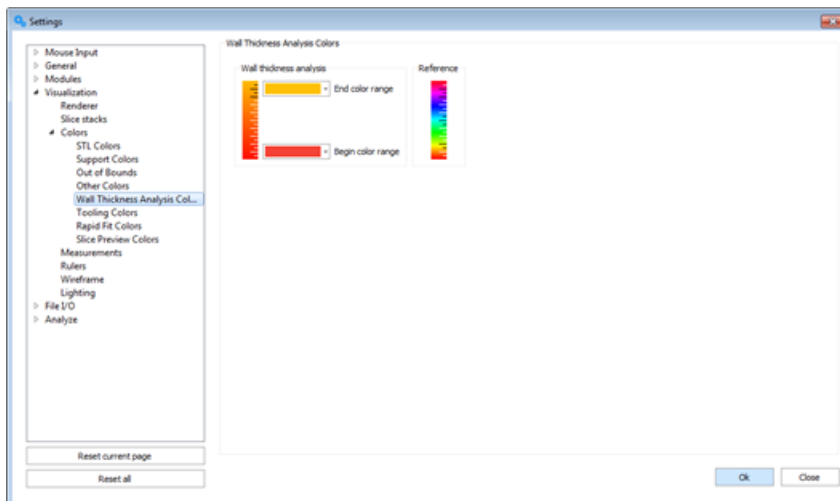 Settings
Mouse Input
General
Modules
Visualization
Renderer
Slice stacks
Colors
STL Colors
Support Colors
Out of Bounds
Other Colors
Wall Thickness Analysis Col...
Tooling Colors
Rapid Fit Colors
Slice Preview Colors
Measurements
Rulers
Wireframe
Lighting
File I/O
Analyze
Reset current page
Reset all
Wall Thickness Analysis Colors
Wall thickness analysis
End color range
Begin color range
Reference
Ok
Close